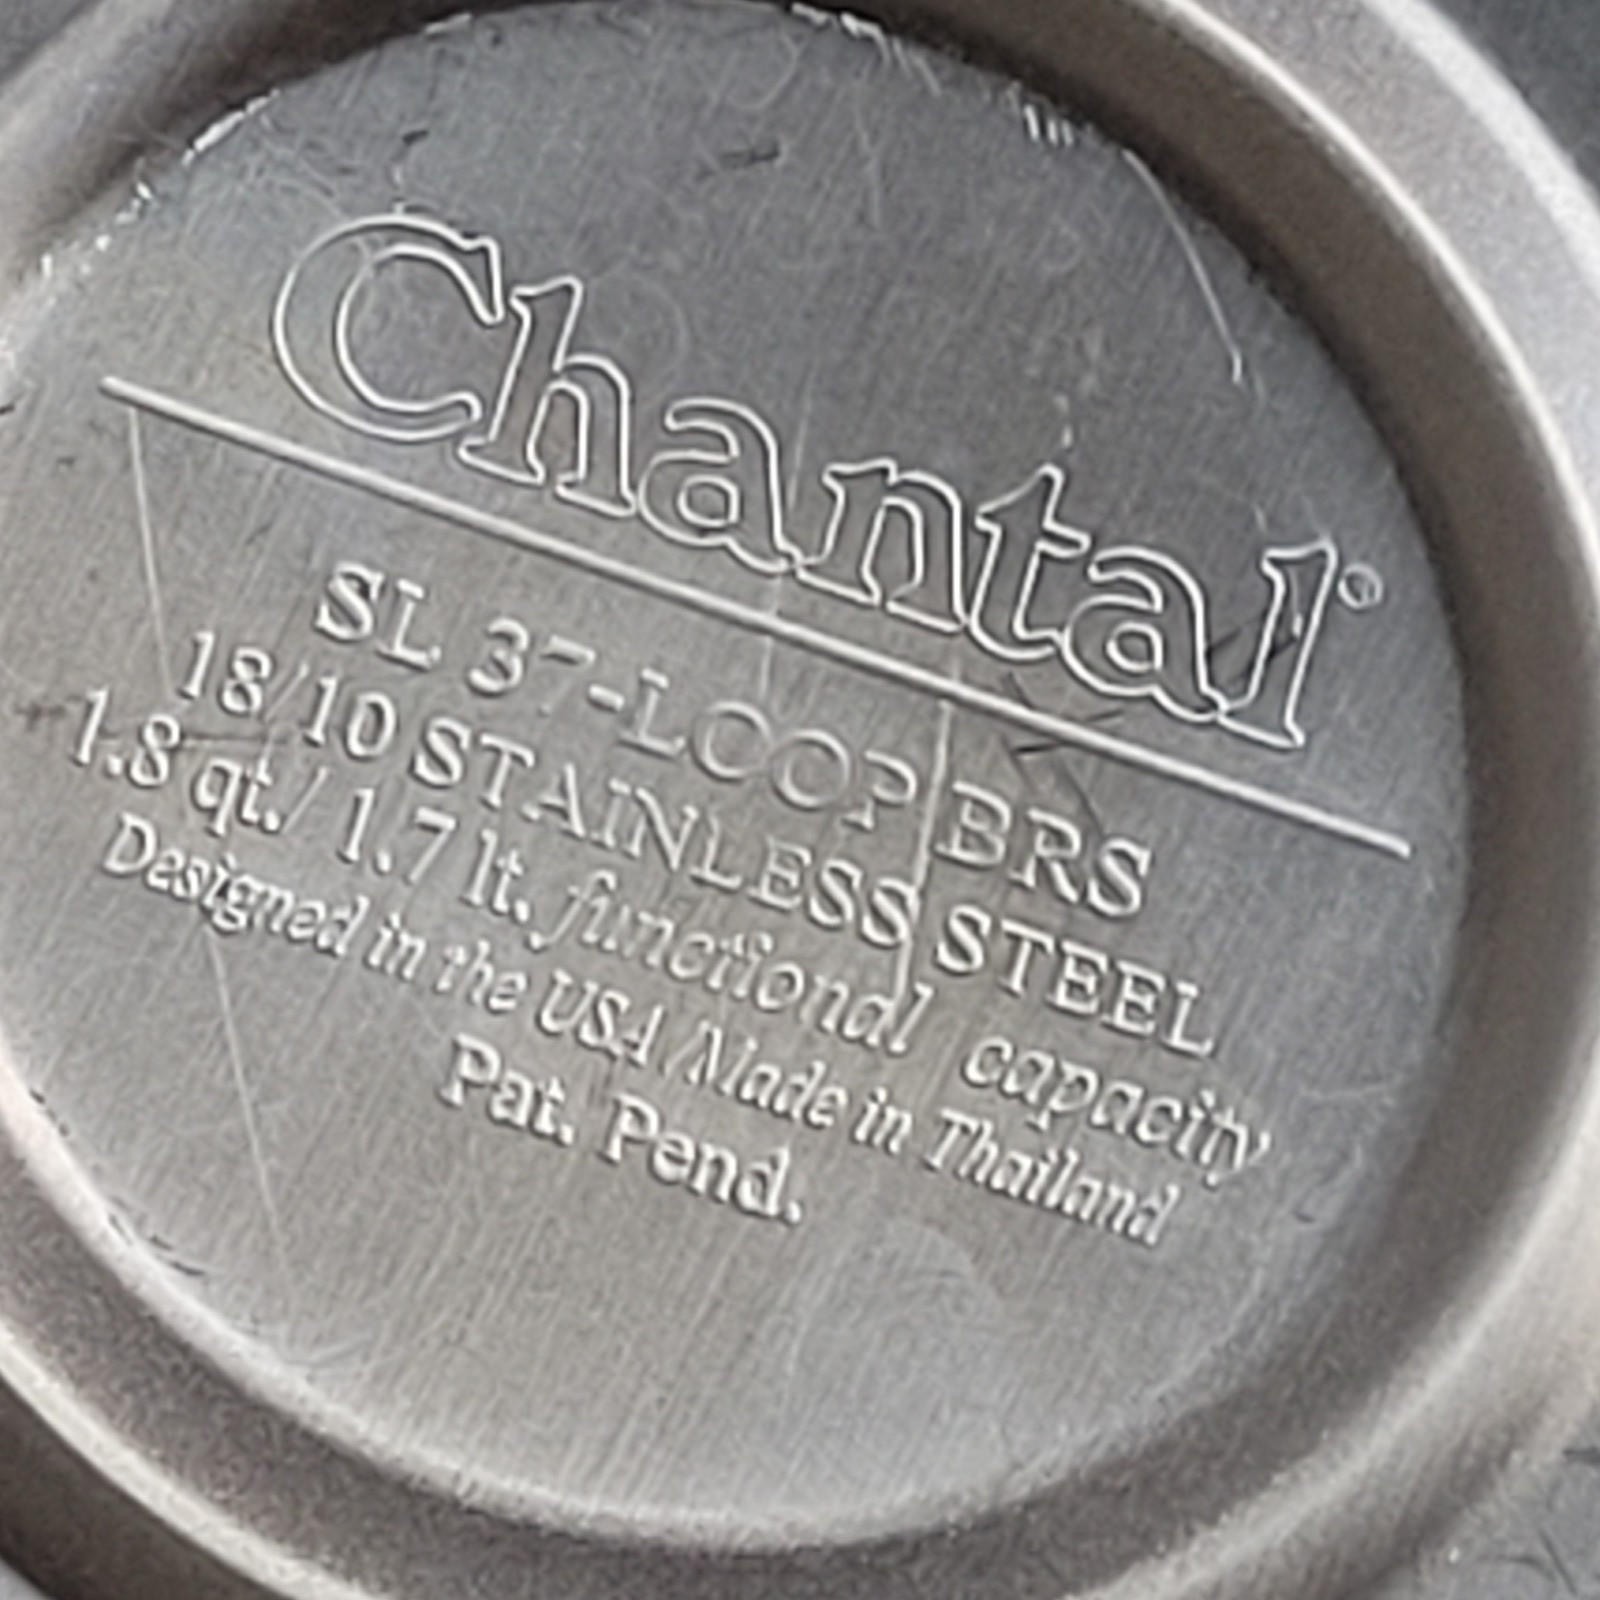 Chantal®
SL 37-LOOP BRS
18/10 STAINLESS STEEL
1.8 qt./ 1.7 lt. functional capacity
Designed in the USA/Made in Thailand
Pat. Pend.